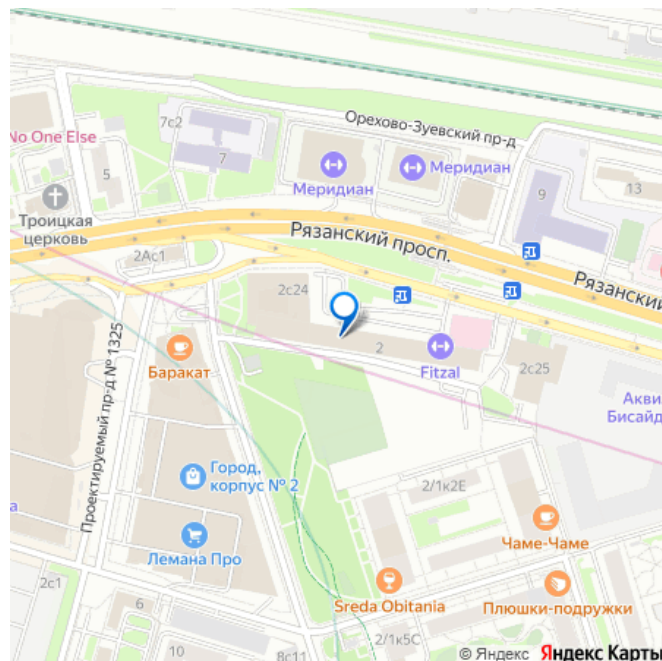 Орехово-Зуевский пр-д
7с2
No One Else
7
Меридиан
Меридиан
5
9
13
Троицкая
церковь
Рязанский просп.
2Ас1
Рязанский
2с24
2
Проектируемый пр-д № 1325
Баракат
Fitzal
2с25
Акви
Бисайд
Город,
корпус № 2
2/1к2Е
а
Лемана Про
Чаме-Чаме
2с1
6
Sreda Obitania
Плюшки-подружки
10
8с11
2/1к5С
© Яндекс Яндекс Карты